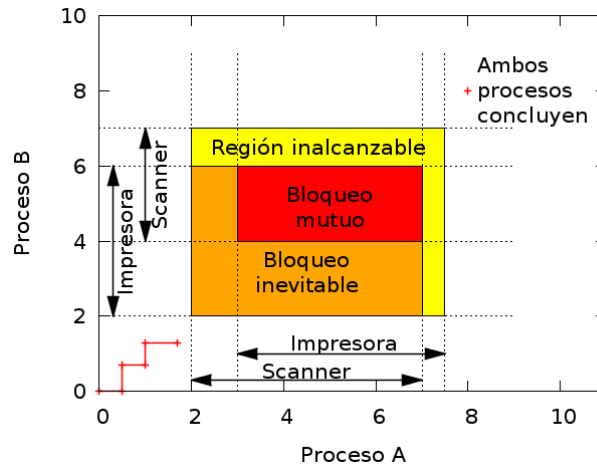 10
8
6
4
2
0
Proceso B
Impresora
Scanner
Región inalcanzable
Bloqueo
mutuo
Bloqueo
inevitable
Ambos
procesos
concluyen
Impresora
Scanner
0 2 4 6 8 10
Proceso A